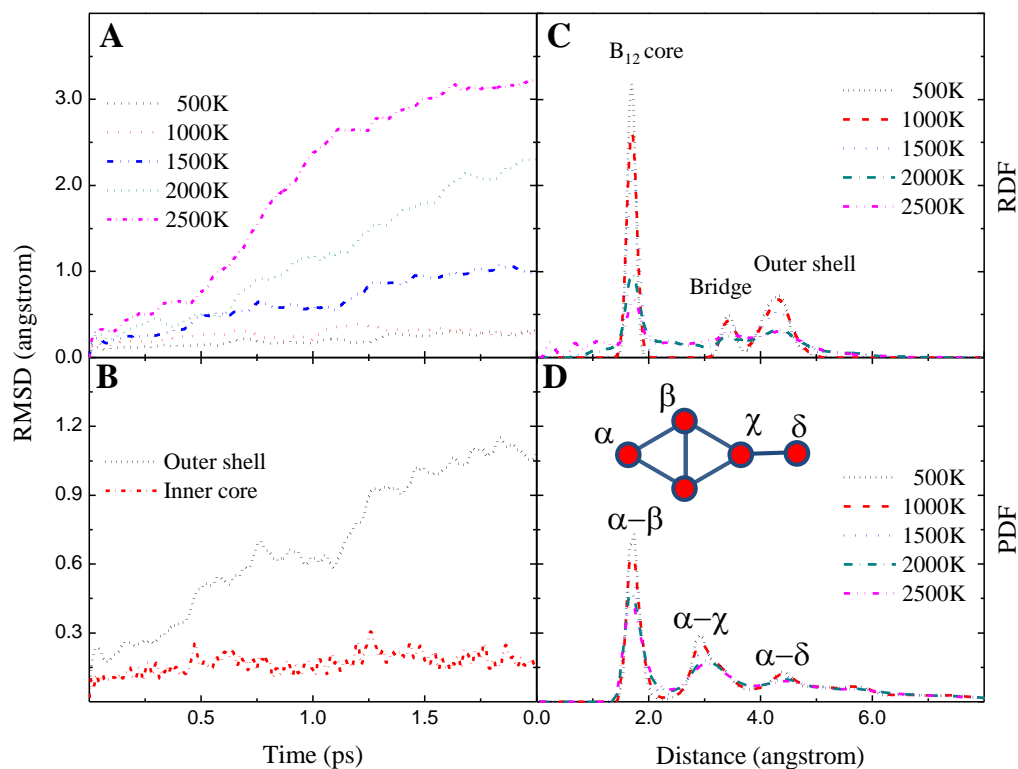 A
3.0
2.0
1.0
0.0
500K
1000K
1500K
2000K
2500K
B
1.2
0.9
0.6
0.3
Outer shell
Inner core
RMSD (angstrom)
0.5
1.0
1.5
2.0
Time (ps)
C
B₁₂ core
Bridge
Outer shell
500K
1000K
1500K
2000K
2500K
RDF
D
α
β
χ
δ
α−β
α−χ
α−δ
500K
1000K
1500K
2000K
2500K
PDF
0.0
2.0
4.0
6.0
Distance (angstrom)